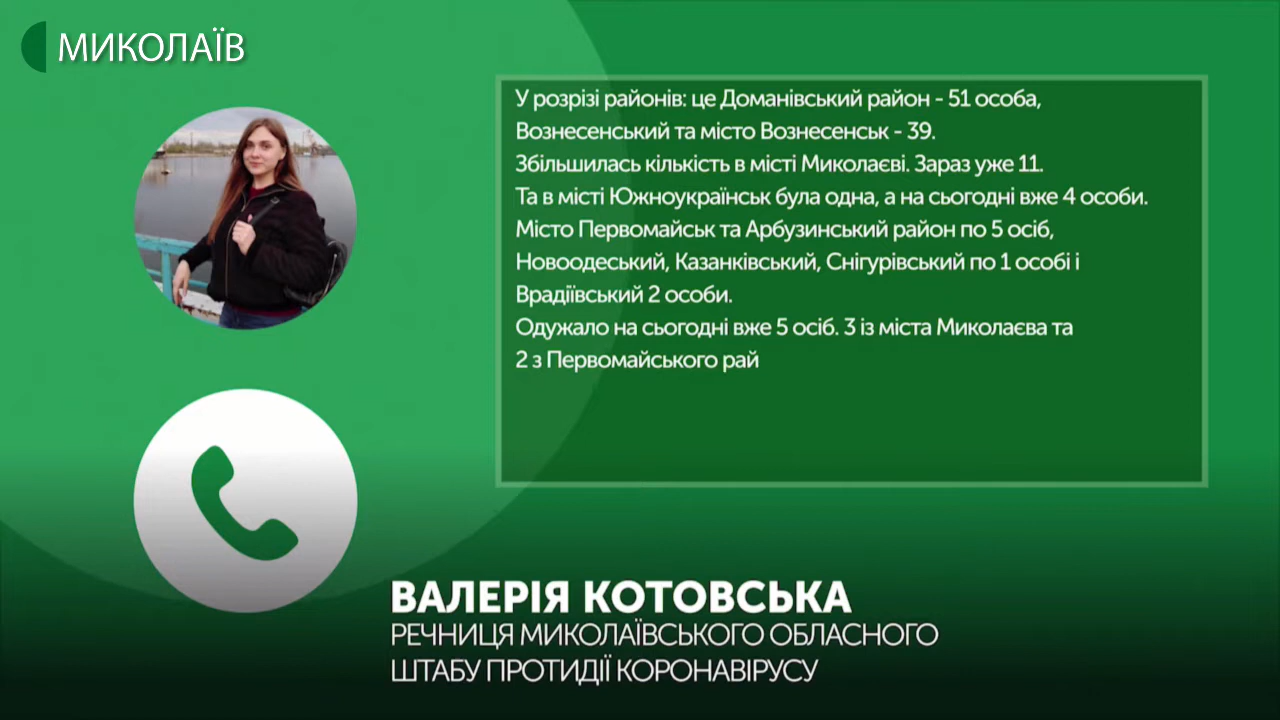 МИКОЛАЇВ
У розрізі районів: це Доманівський район - 51 особа,
Вознесенський та місто Вознесенськ - 39.
Збільшилась кількість в місті Миколаєві. Зараз уже 11.
Та в місті Южноукраїнськ була одна, а на сьогодні вже 4 особи.
Місто Первомайськ та Арбузинський район по 5 осіб,
Новоодеський, Казанківський, Снігурівський по 1 особі і
Врадіївський 2 особи.
Одужало на сьогодні вже 5 осіб. 3 із міста Миколаєва та
2 з Первомайського рай
ВАЛЕРІЯ КОТОВСЬКА
РЕЧНИЦЯ МИКОЛАЇВСЬКОГО ОБЛАСНОГО
ШТАБУ ПРОТИДІЇ КОРОНАВІРУСУ